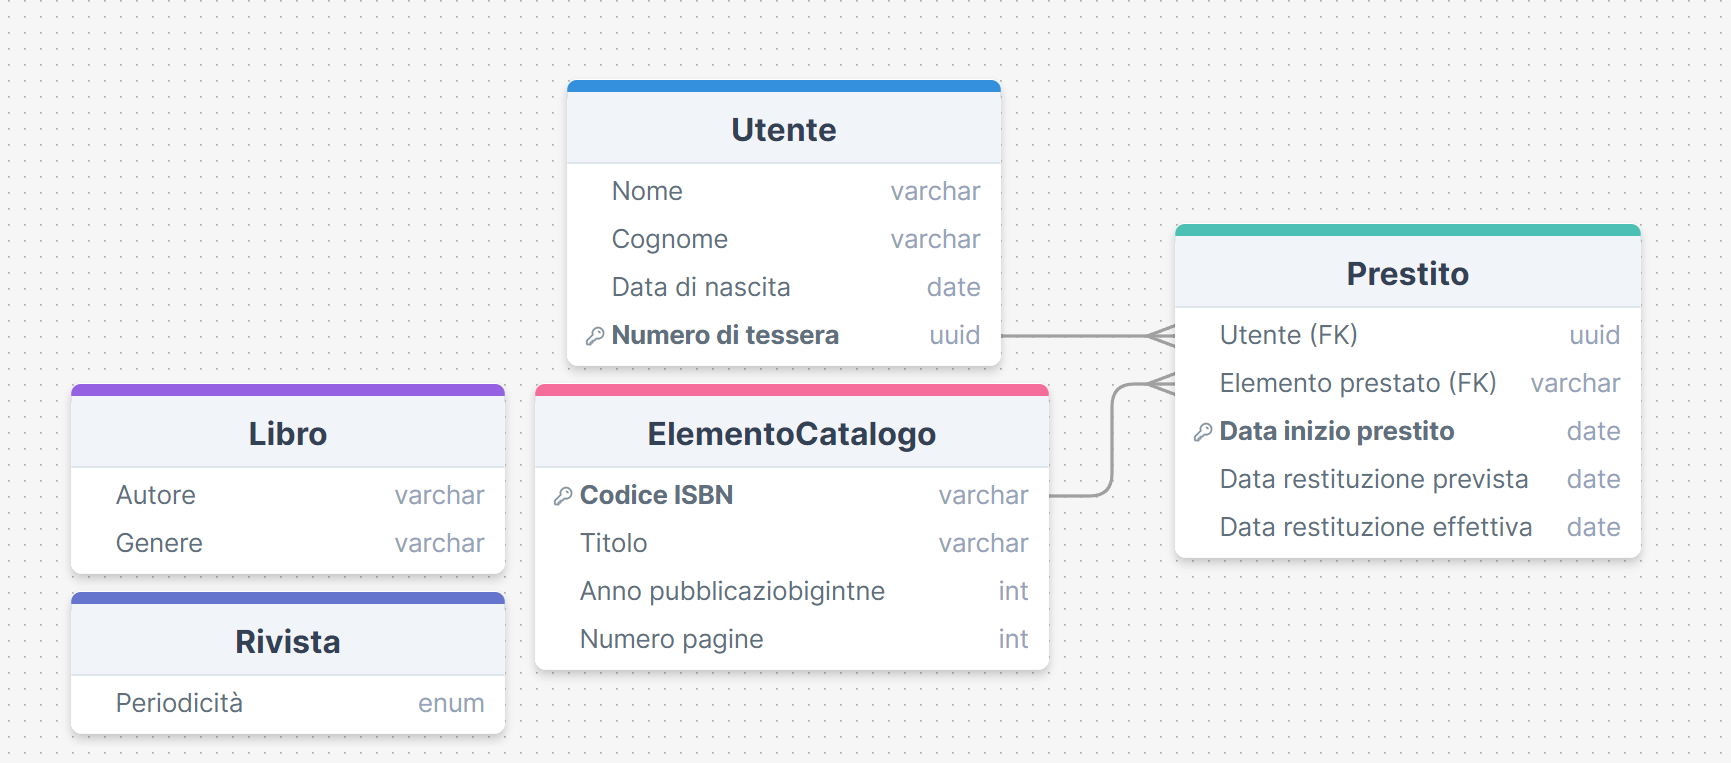 Utente
Nome varchar
Cognome varchar
Data di nascita date
Numero di tessera uuid
Prestito
Utente (FK) uuid
Elemento prestato (FK) varchar
Data inizio prestito date
Data restituzione prevista date
Data restituzione effettiva date
Libro
Autore varchar
Genere varchar
ElementoCatalogo
Codice ISBN varchar
Titolo varchar
Anno pubblicaziobigintne int
Numero pagine int
Rivista
Periodicità enum